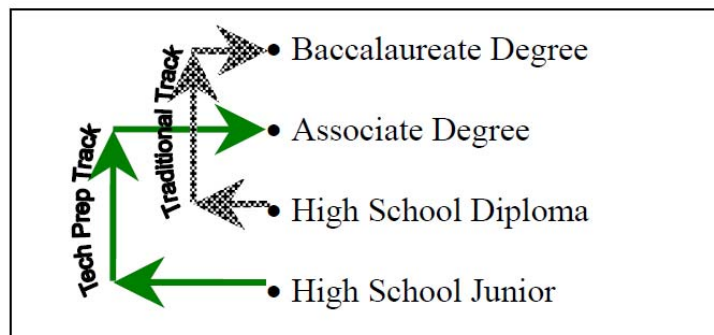 • Baccalaureate Degree
• Associate Degree
• High School Diploma
• High School Junior
Traditional Track
Tech Prep Track